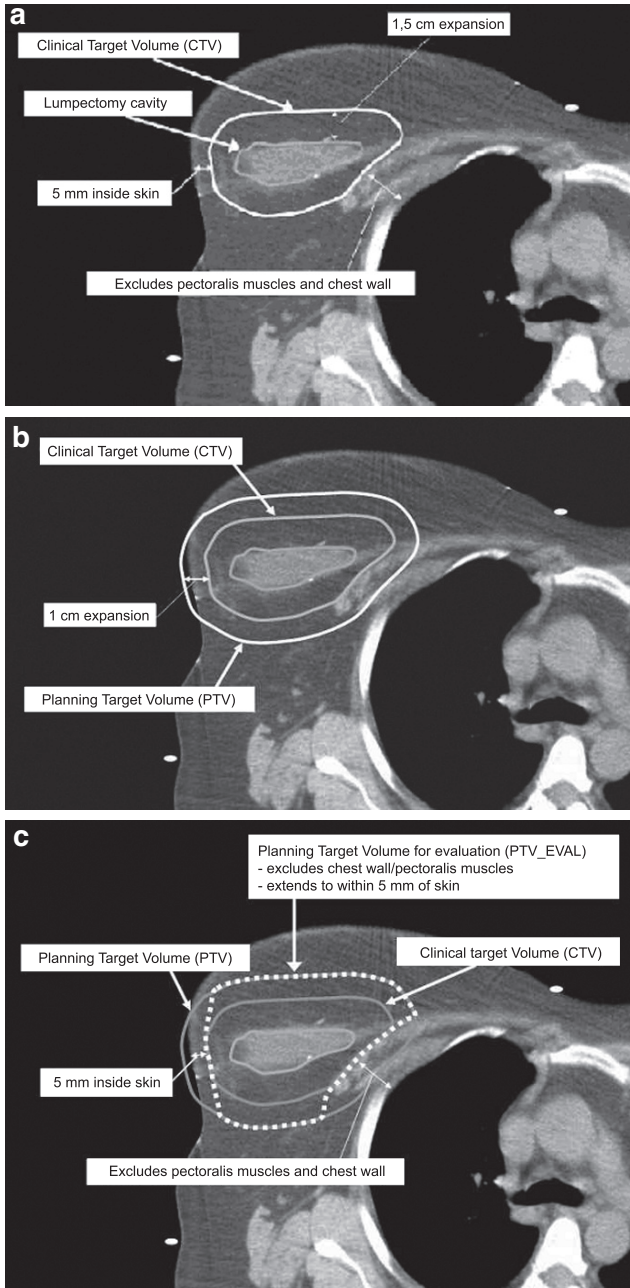 a
1,5 cm expansion
Clinical Target Volume (CTV)
Lumpectomy cavity
5 mm inside skin
Excludes pectoralis muscles and chest wall
b
Clinical Target Volume (CTV)
1 cm expansion
Planning Target Volume (PTV)
c
Planning Target Volume for evaluation (PTV_EVAL)
- excludes chest wall/pectoralis muscles
- extends to within 5 mm of skin
Planning Target Volume (PTV)
Clinical target Volume (CTV)
5 mm inside skin
Excludes pectoralis muscles and chest wall